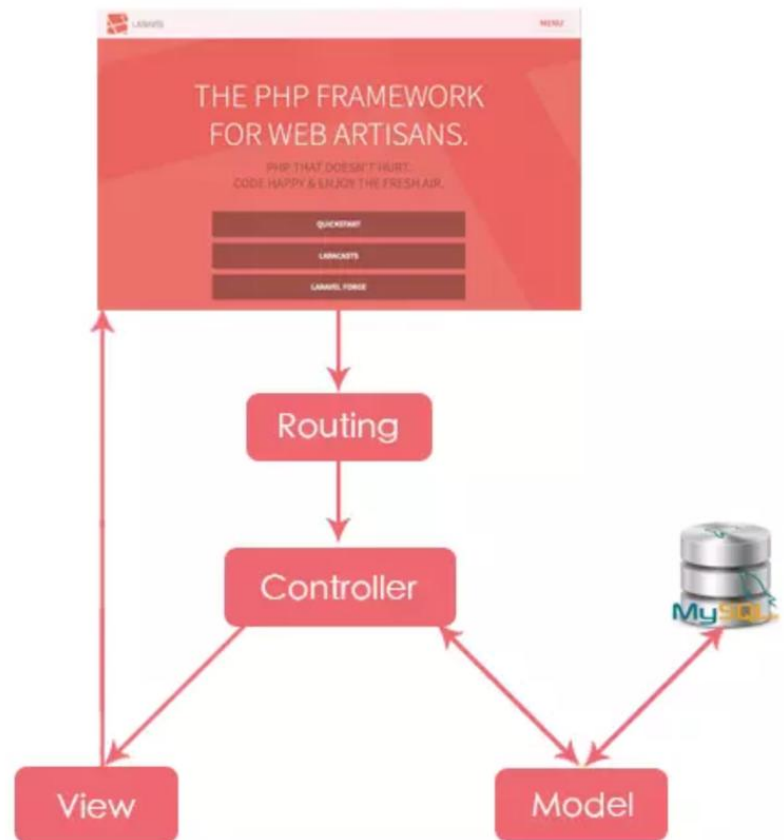 LARAVEL
MENU
THE PHP FRAMEWORK
FOR WEB ARTISANS.
PHP THAT DOESN'T HURT.
CODE HAPPY & ENJOY THE FRESH AIR.
QUICKSTART
LARACASTS
LARAVEL FORGE
Routing
Controller
MySQL
View
Model